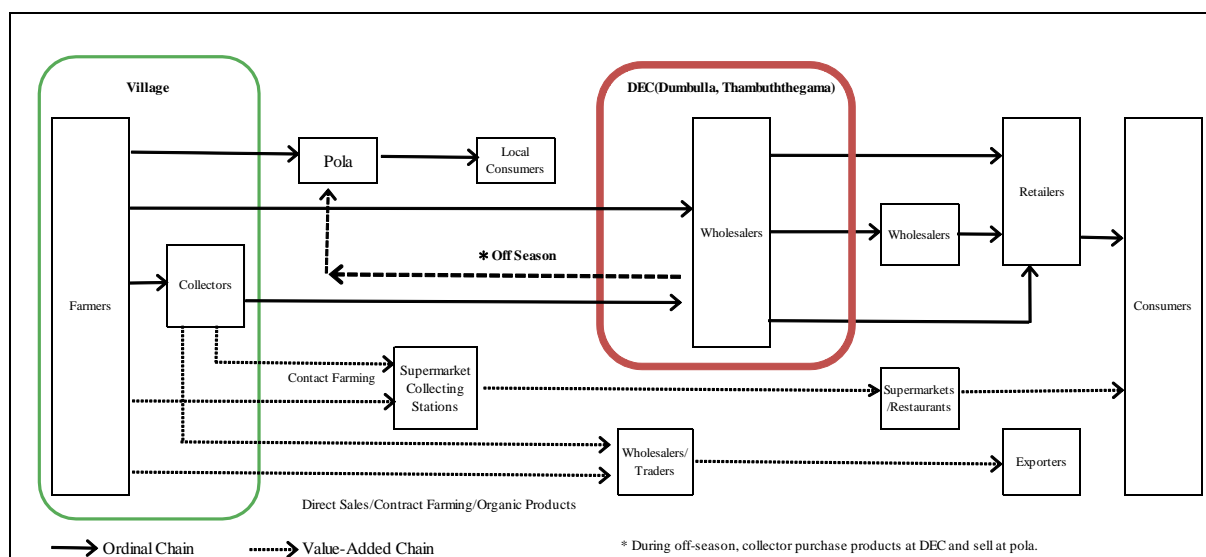 Village
DEC(Dumbulla, Thambuththegama)
Farmers
Pola
Local
Consumers
Wholesalers
Retailers
Wholesalers
* Off Season
Collectors
Consumers
Contact Farming
Supermarket
Collecting
Stations
Supermarkets
/Restaurants
Wholesalers/
Traders
Exporters
Direct Sales/Contract Farming/Organic Products
Ordinal Chain
Value-Added Chain
* During off-season, collector purchase products at DEC and sell at pola.